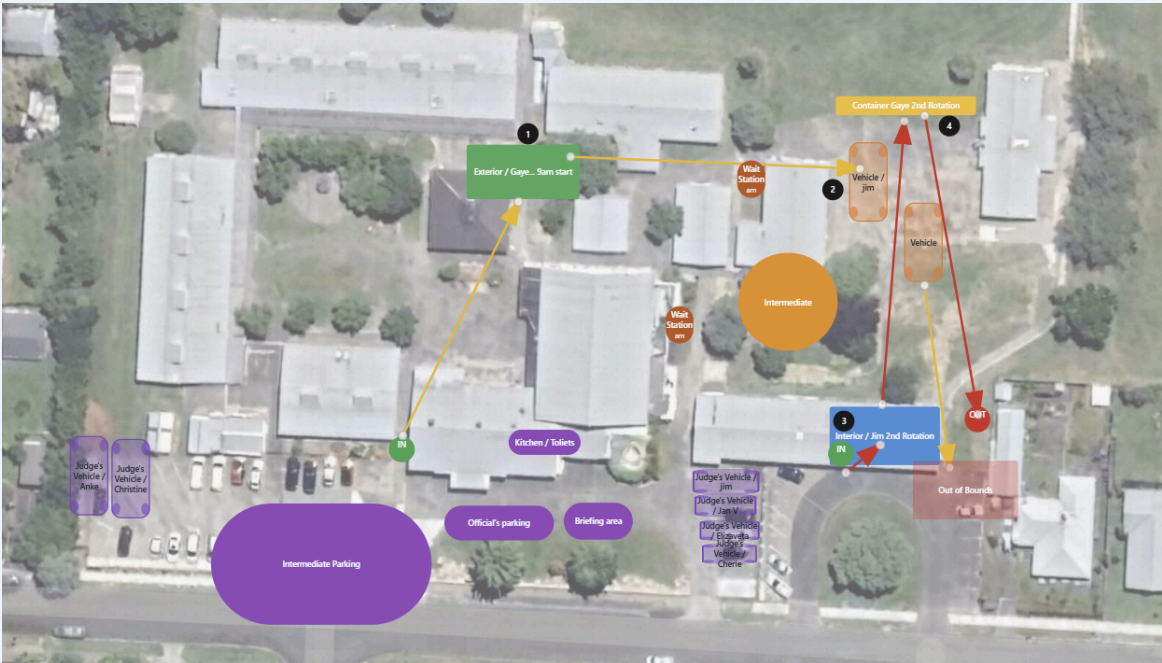 Container Gaye 2nd Rotation
4
1
Exterior / Gaye... 9am start
Wait
Station
am
2
Vehicle /
jim
Vehicle
Intermediate
Wait
Station
am
3
Interior / Jim 2nd Rotation
IN
OUT
IN
Kitchen / Toliets
Judge's
Vehicle /
Anke
Judge's
Vehicle /
Christine
Judge's Vehicle /
jim
Judge's Vehicle
/ Jan V
Judge's Vehicle
/ Elizaveta
Judge's
Vehicle /
Cherie
Out of Bounds
Official's parking
Briefing area
Intermediate Parking